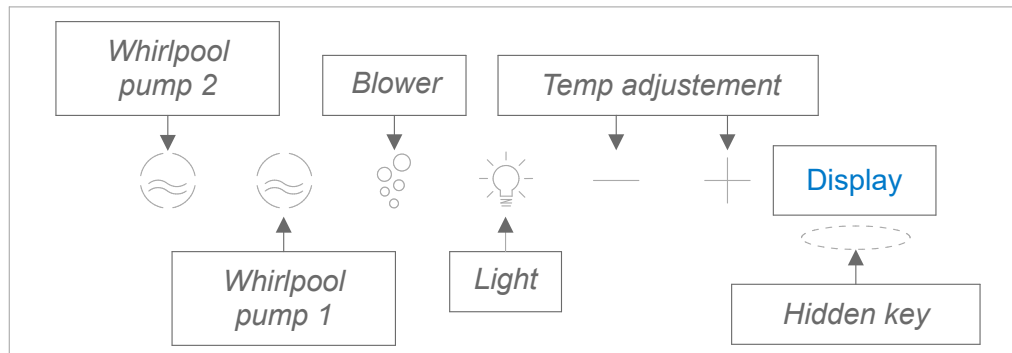 Whirlpool
pump 2
Blower
Temp adjustement
Display
Whirlpool
pump 1
Light
Hidden key